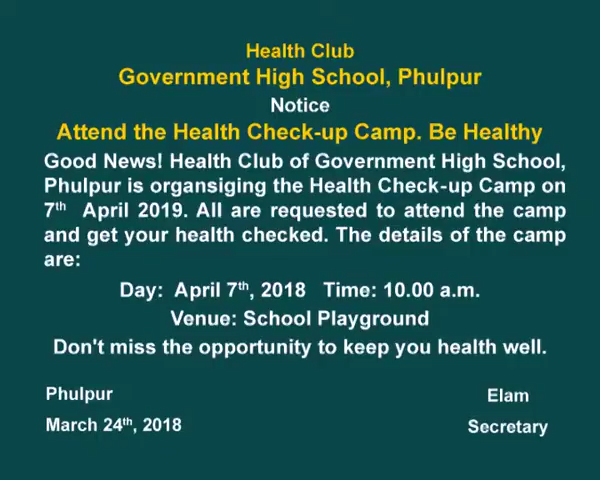 Health Club
Government High School, Phulpur
Notice
Attend the Health Check-up Camp. Be Healthy
Good News! Health Club of Government High School,
Phulpur is organsiging the Health Check-up Camp on
7th April 2019. All are requested to attend the camp
and get your health checked. The details of the camp
are:
Day: April 7th, 2018 Time: 10.00 a.m.
Venue: School Playground
Don't miss the opportunity to keep you health well.
Phulpur
Elam
March 24th, 2018
Secretary